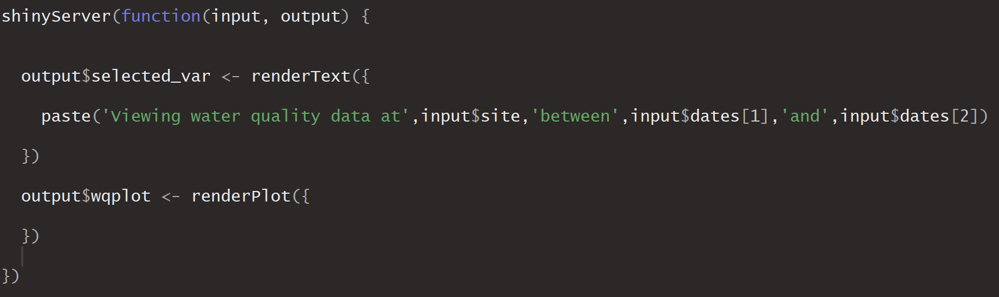 shinyServer(function(input, output) {
output$selected_var <- renderText({
paste('Viewing water quality data at',input$site,'between',input$dates[1],'and',input$dates[2])
})
output$wqplot <- renderPlot({
})
})